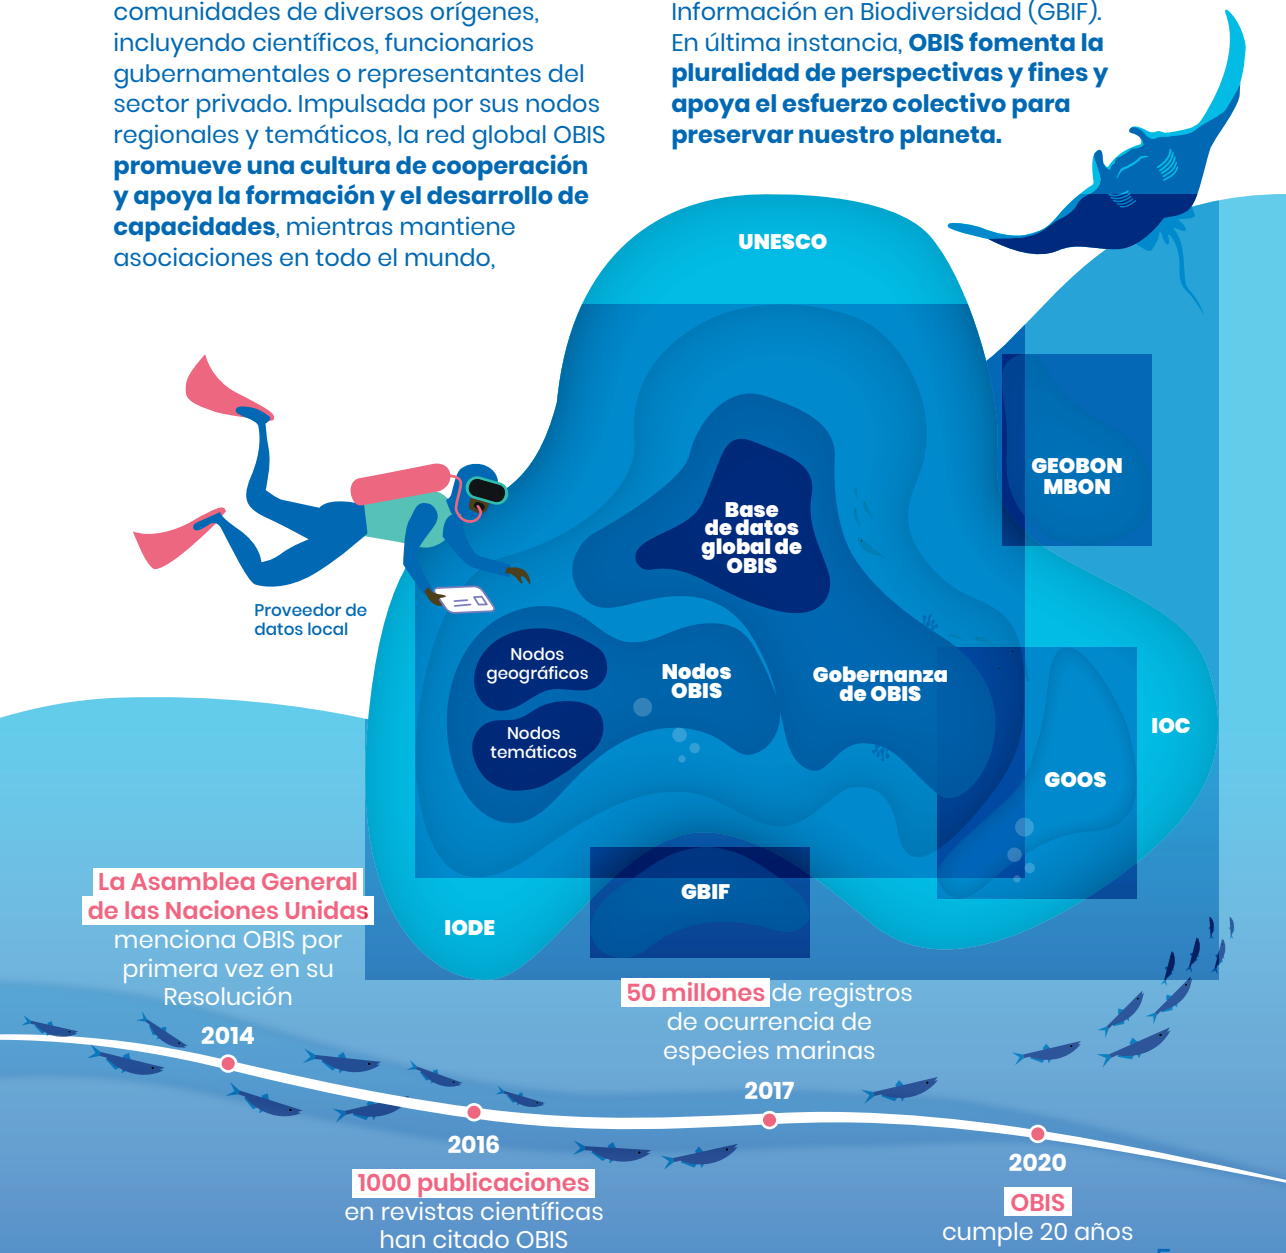 comunidades de diversos orígenes,
incluyendo científicos, funcionarios
gubernamentales o representantes del
sector privado. Impulsada por sus nodos
regionales y temáticos, la red global OBIS
promueve una cultura de cooperación
y apoya la formación y el desarrollo de
capacidades, mientras mantiene
asociaciones en todo el mundo,
Información en Biodiversidad (GBIF).
En última instancia, OBIS fomenta la
pluralidad de perspectivas y fines y
apoya el esfuerzo colectivo para
preservar nuestro planeta.
UNESCO
GEOBON
MBON
Base
de datos
global de
OBIS
Proveedor de
datos local
Nodos
geográficos
Nodos
OBIS
Gobernanza
de OBIS
Nodos
temáticos
IOC
GOOS
GBIF
IODE
La Asamblea General
de las Naciones Unidas
menciona OBIS por
primera vez en su
Resolución
2014
2016
1000 publicaciones
en revistas científicas
han citado OBIS
50 millones de registros
de ocurrencia de
especies marinas
2017
2020
OBIS
cumple 20 años